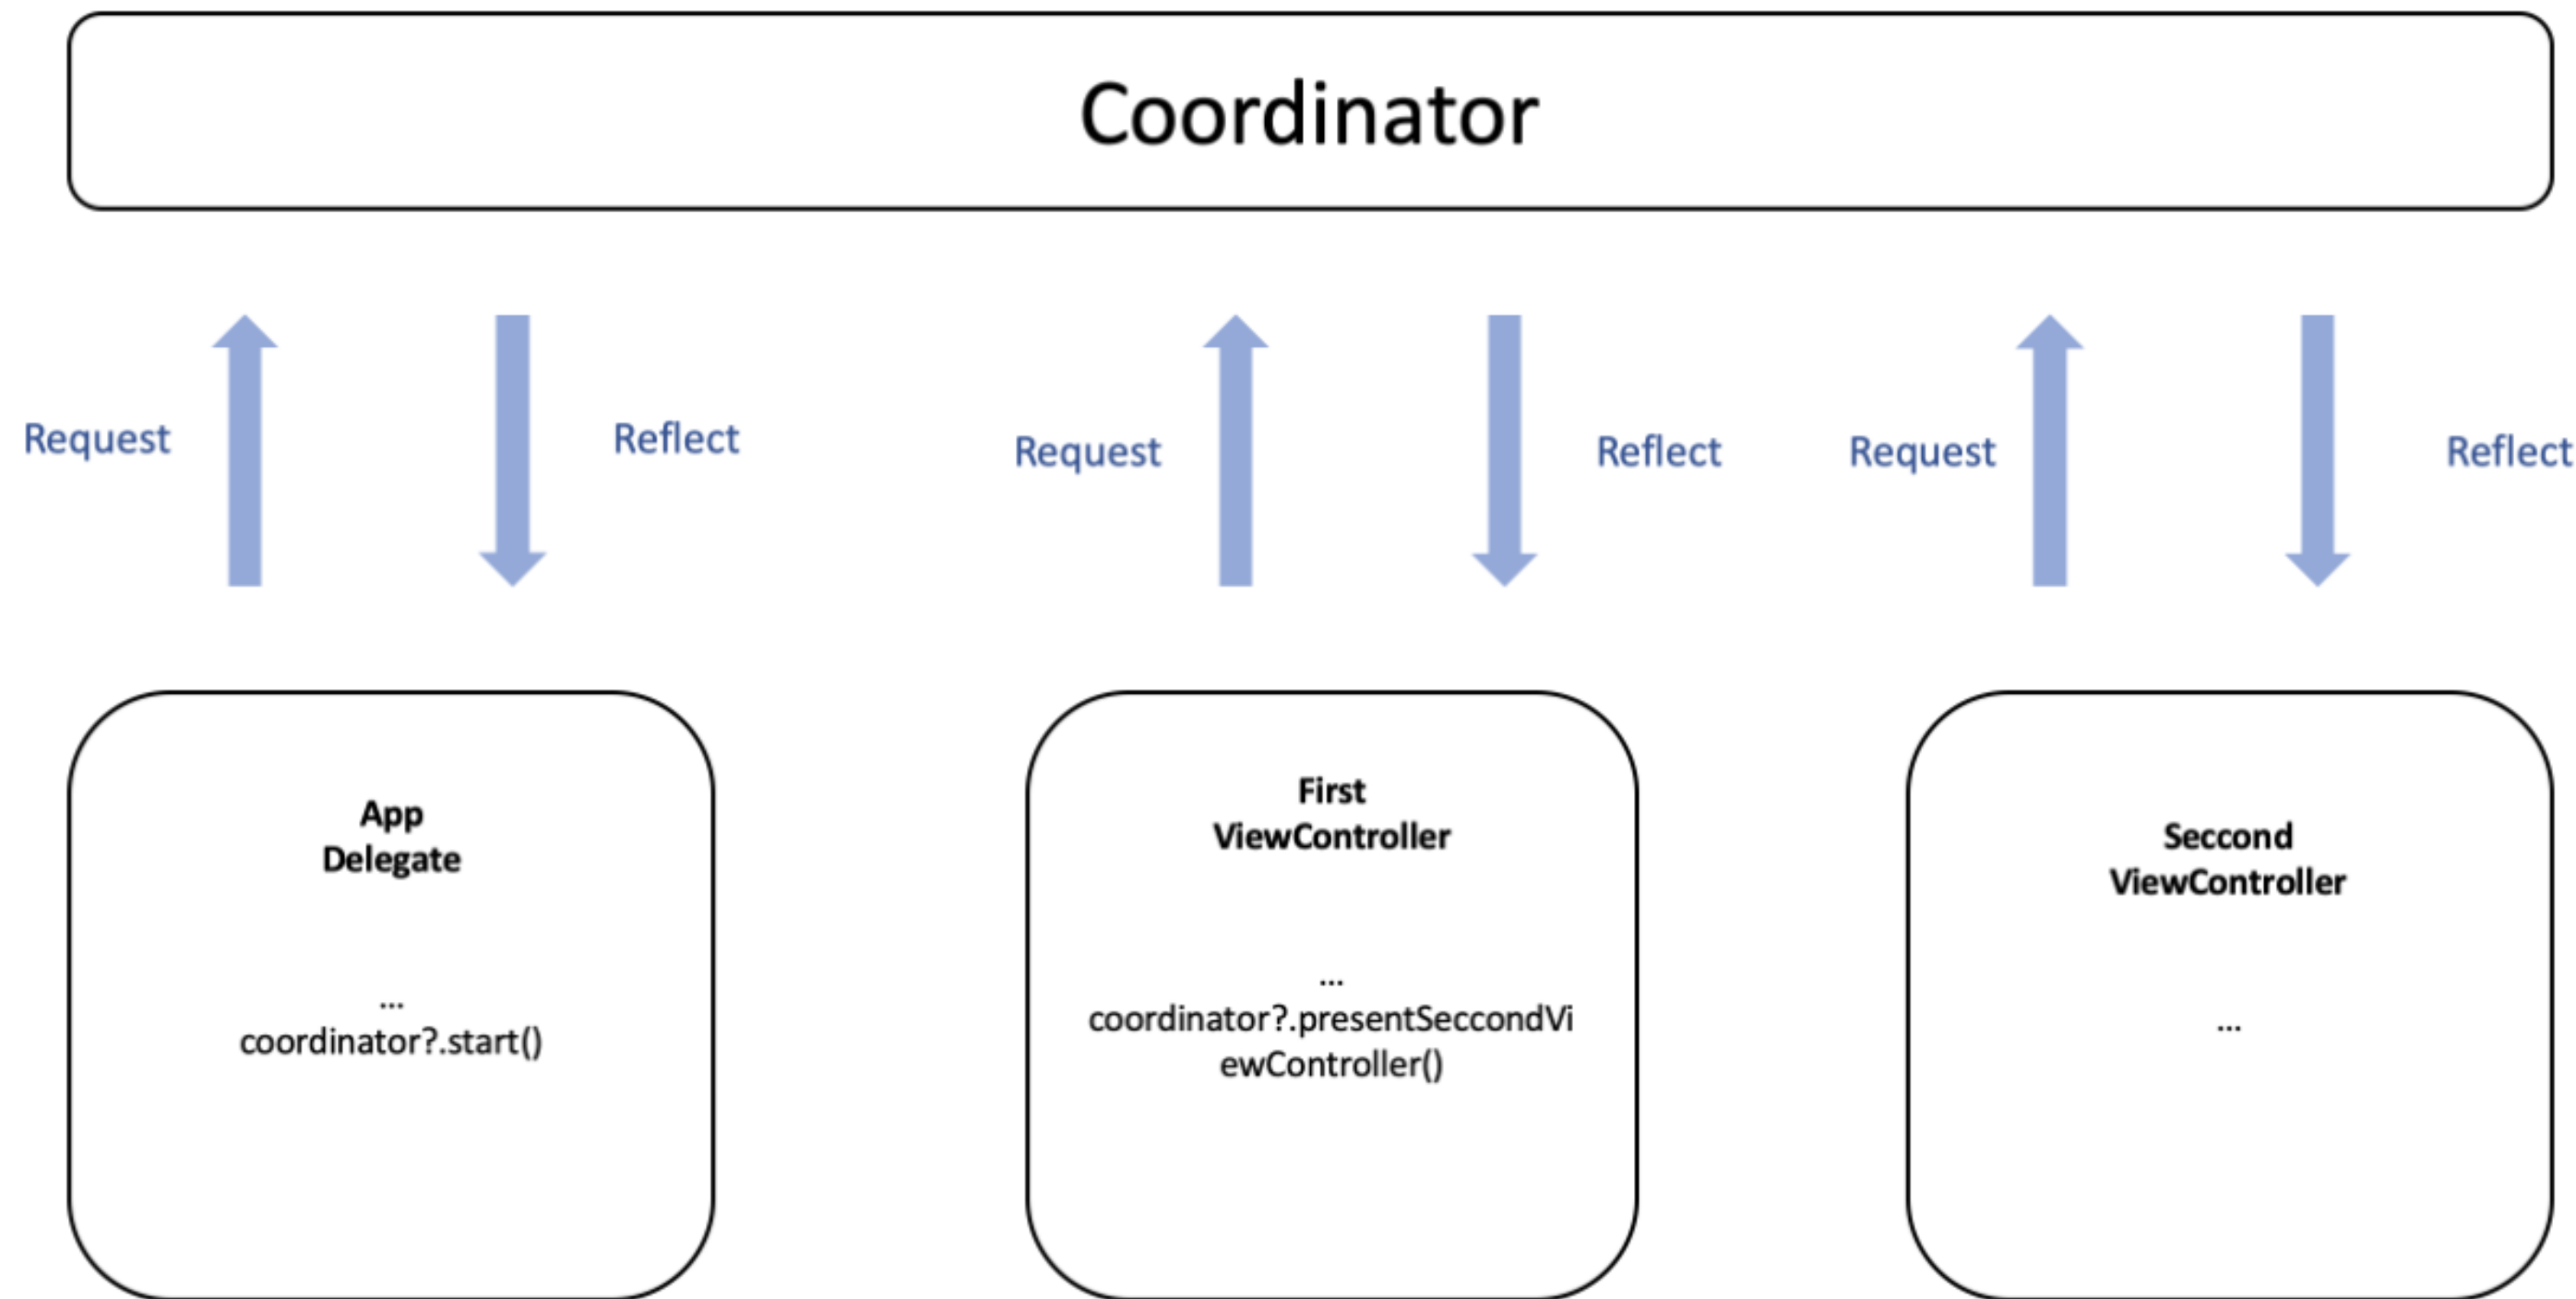 Coordinator
Request
Reflect
Request
Reflect
Request
Reflect
App
Delegate
...
coordinator?.start()
First
ViewController
...
coordinator?.presentSeccondVi
ewController()
Seccond
ViewController
...